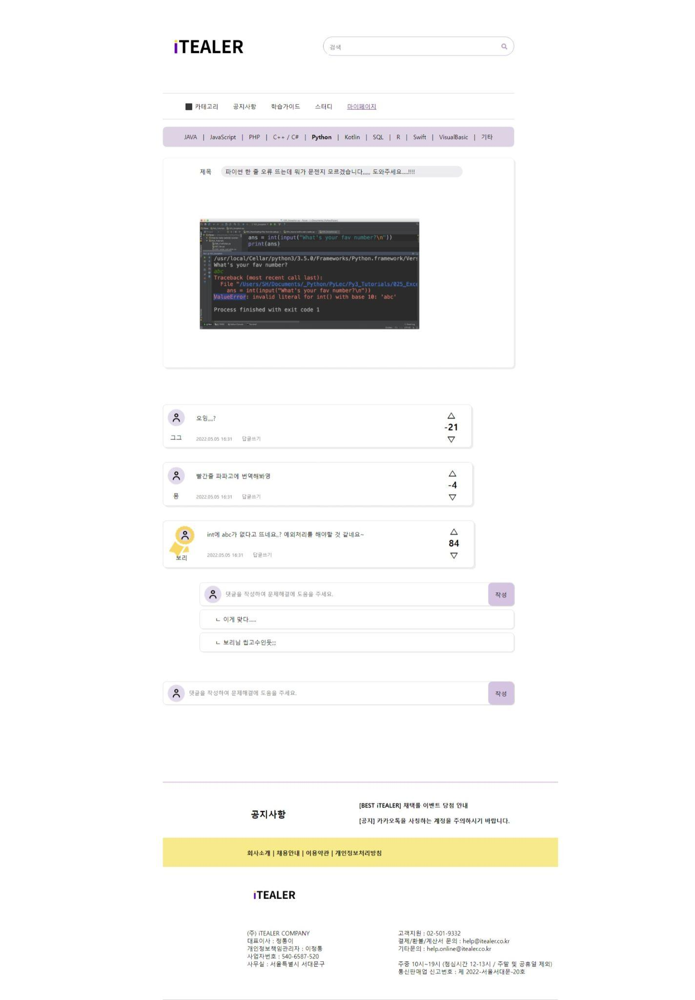 iTEALER
검색
카테고리 공지사항 학습가이드 스터디 마이페이지
JAVA | JavaScript | PHP | C++ / C# | Python | Kotlin | SQL | R | Swift | VisualBasic | 기타
제목 파이썬 한 줄 오류 뜨는데 뭐가 문젠지 모르겠습니다,,,,,, 도와주세요.....!!!!
ans = int(input("What's your fav number?\n"))
print(ans)
/usr/local/Cellar/python3/3.5.0/Frameworks/Python.framework/Vers
What's your fav number?
abc
Traceback (most recent call last):
File "/Users/SH/Documents/_Python/PyLec/Py3_Tutorials/025_Exce
ans = int(input("What's your fav number?\n"))
ValueError: invalid literal for int() with base 10: 'abc'
Process finished with exit code 1
오잉,,,,?
-21
그그 2022.05.05 16:31 답글쓰기
빨간줄 파파고에 번역해봐영
-4
묭 2022.05.05 16:31 답글쓰기
int에 abc가 없다고 뜨네요,,? 예외처리를 해야할 것 같네요~
84
보리 2022.05.05 16:31 답글쓰기
댓글을 작성하여 문제해결에 도움을 주세요. 작성
ㄴ 이게 맞다......
ㄴ 보리님 씹고수인듯;;;
댓글을 작성하여 문제해결에 도움을 주세요. 작성
공지사항
[BEST iTEALER] 채택률 이벤트 당첨 안내
[공지] 카카오톡을 사칭하는 계정을 주의하시기 바랍니다.
회사소개 | 채용안내 | 이용약관 | 개인정보처리방침
iTEALER
(주) iTEALER COMPANY
대표이사 : 정통이
개인정보책임관리자 : 이정통
사업자번호 : 540-6587-520
사무실 : 서울특별시 서대문구
고객지원 : 02-501-9332
결제/환불/계산서 문의 : help@itealer.co.kr
기타문의 : help.online@itealer.co.kr
주중 10시~19시 (점심시간 12-13시 / 주말 및 공휴일 제외)
통신판매업 신고번호 : 제 2022-서울서대문-20호